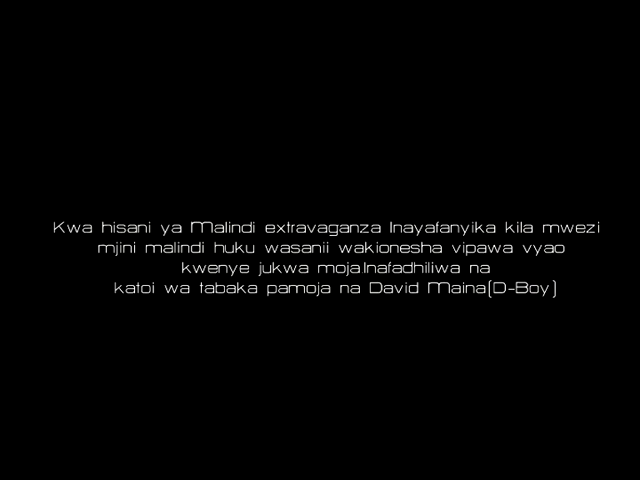 Kwa hisani ya Malindi extravaganza Inayafanyika kila mwezi
mjini malindi huku wasanii wakionesha vipawa vyao
kwenye jukwa moja.Inafadhiliwa na
katoi wa tabaka pamoja na David Maina(D-Boy)